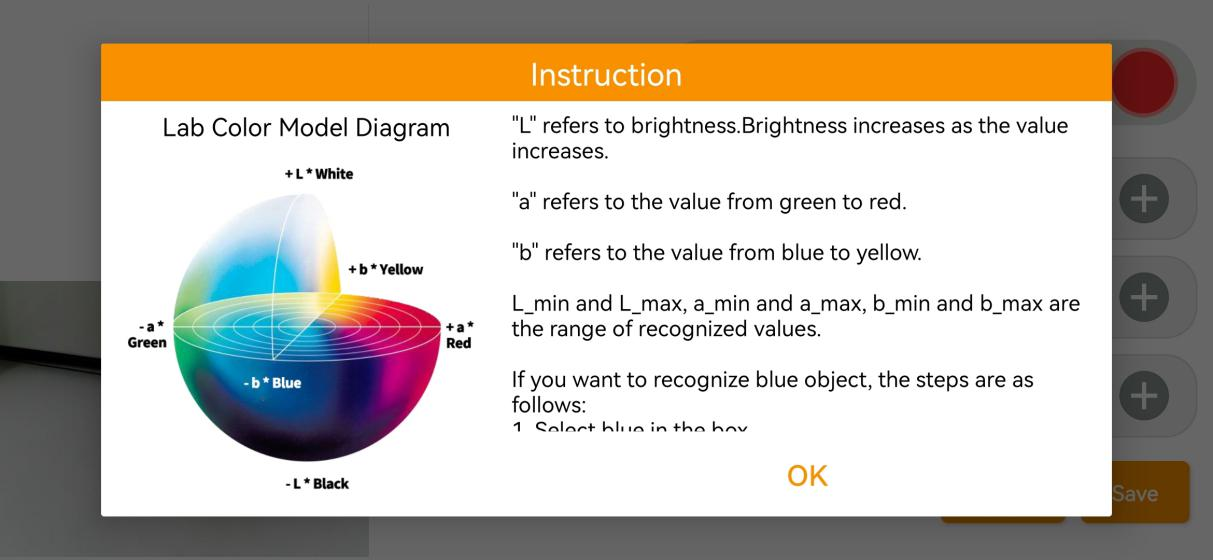 Instruction
Lab Color Model Diagram
+ L * White
+ b * Yellow
- a *
Green
+ a *
Red
- b * Blue
- L * Black
"L" refers to brightness.Brightness increases as the value
increases.
"a" refers to the value from green to red.
"b" refers to the value from blue to yellow.
L_min and L_max, a_min and a_max, b_min and b_max are
the range of recognized values.
If you want to recognize blue object, the steps are as
follows:
1. Select blue in the box
OK
Save